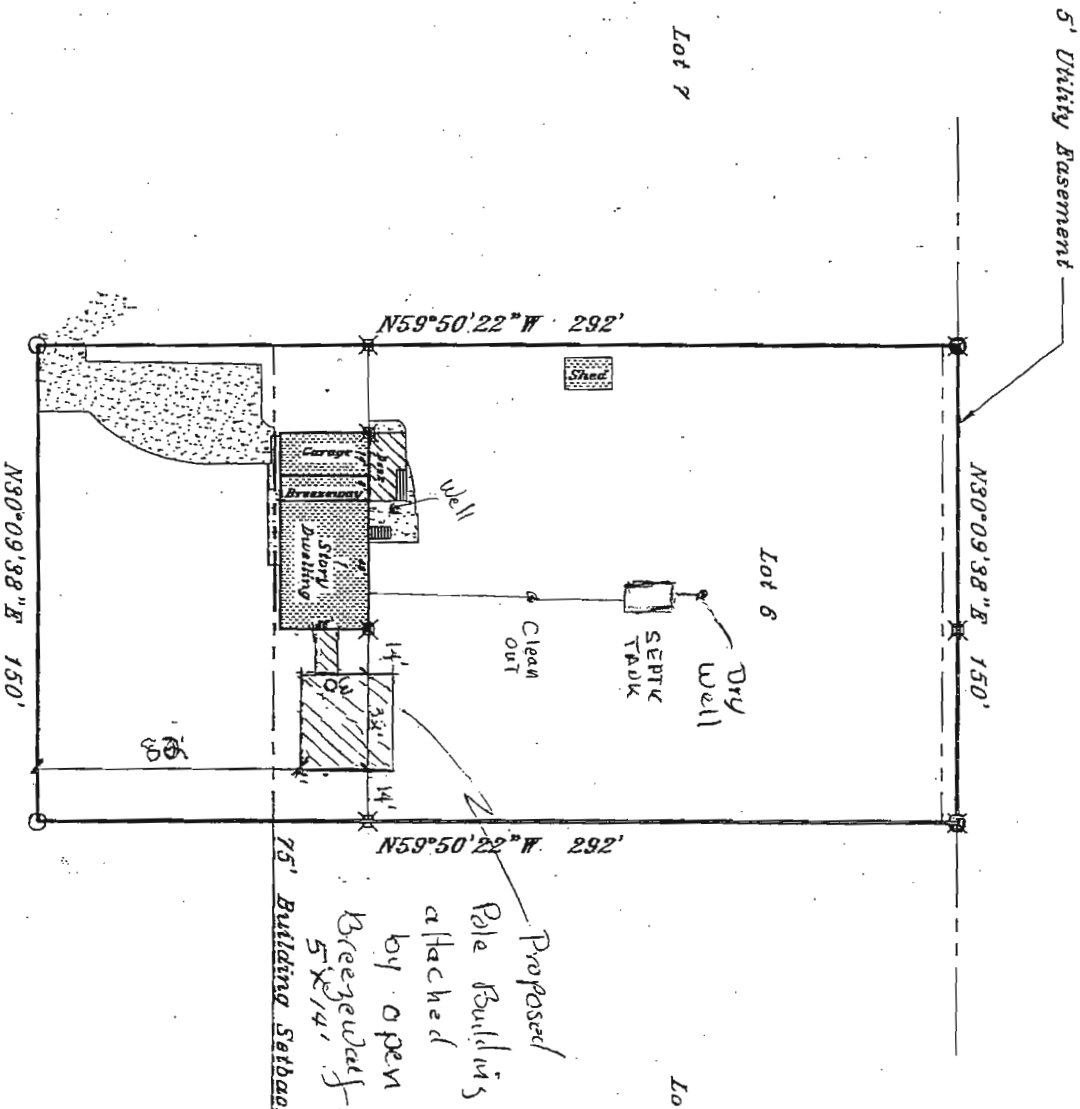 5' Utility Easement
Lot 7
N59°50'22"W 292'
N30°09'38"E 150'
Shed
Lot 6
Garage
Breezeway
1 Story
Dwelling
Well
Clean
OUT
SEPTIC
TANK
Dry
Well
14'
14'
N59°50'22"W 292'
N30°09'38"E 150'
Proposed
Pole Building
attached
by open
Breezeway
5'x14'
75' Building Setbac
Lo